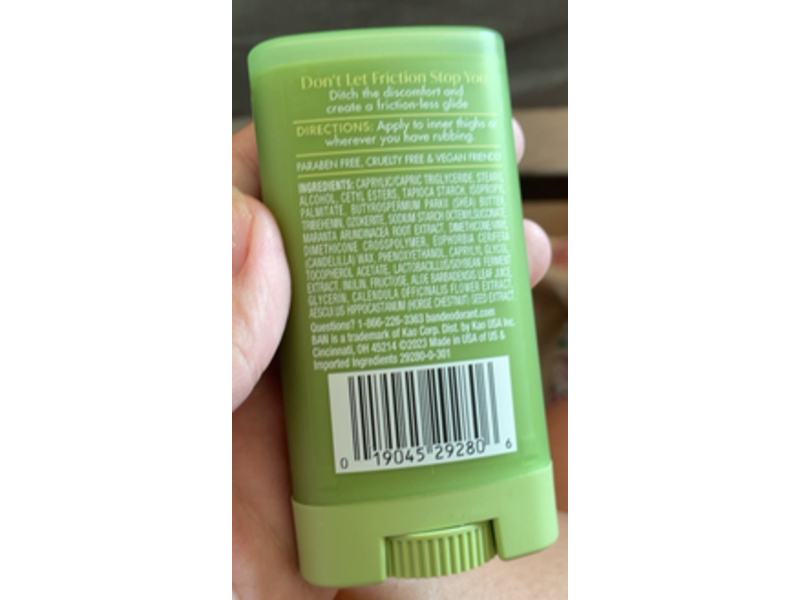 Don't Let Friction Stop You
Ditch the discomfort and
create a friction-less glide
DIRECTIONS: Apply to inner thighs or
wherever you have rubbing.
PARABEN FREE, CRUELTY FREE & VEGAN FRIENDLY
INGREDIENTS: CAPRYLIC/CAPRIC TRIGLYCERIDE, STEARYL
ALCOHOL, CETYL ESTERS, TAPIOCA STARCH, ISOPROPYL
PALMITATE, BUTYROSPERMUM PARKII (SHEA) BUTTER,
TRIBEHENIN, OZOKERITE, SODIUM STARCH OCTENYLSUCCINATE,
MARANTA ARUNDINACEA ROOT EXTRACT, DIMETHICONE/VINYL
DIMETHICONE CROSSPOLYMER, EUPHORBIA CERIFERA
(CANDELILLA) WAX, PHENOXYETHANOL, CAPRYLYL GLYCOL,
TOCOPHEROL ACETATE, LACTOBACILLUS/SOYBEAN FERMENT
EXTRACT, INULIN, FRUCTOSE, ALOE BARBADENSIS LEAF JUICE,
GLYCERIN, CALENDULA OFFICINALIS FLOWER EXTRACT,
AESCULUS HIPPOCASTANUM (HORSE CHESTNUT) SEED EXTRACT
Questions? 1-866-226-3363 bandeodorant.com
BAN is a trademark of Kao Corp. Dist. by Kao USA Inc.
Cincinnati, OH 45214 ©2023 Made in USA of US &
Imported Ingredients 29280-0-301
0 19045 29280 6